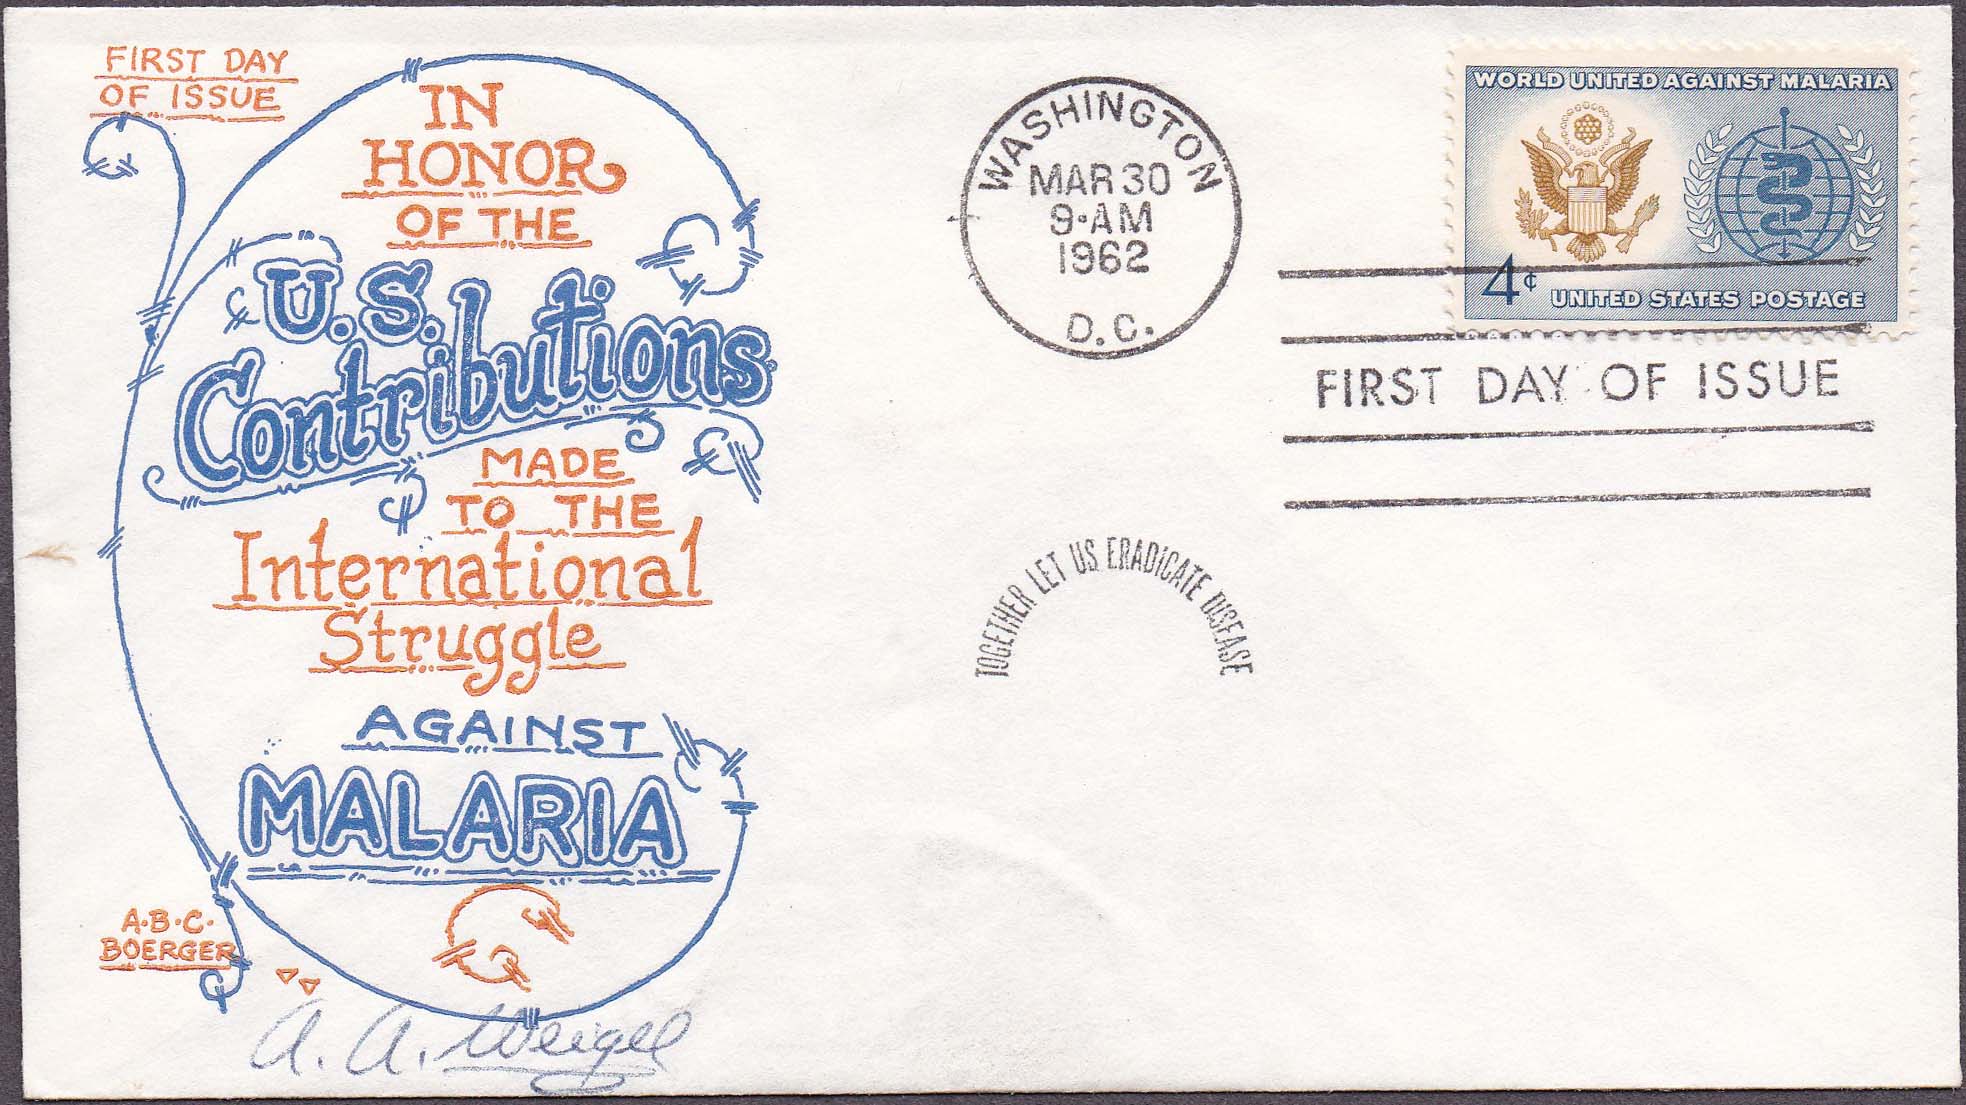 FIRST DAY
OF ISSUE
IN
HONOR
OF THE
U.S.
Contributions
MADE
TO THE
International
Struggle
AGAINST
MALARIA
A·B·C·
BOERGER
A. A. Weigel
WASHINGTON
MAR 30
9·AM
1962
D.C.
WORLD UNITED AGAINST MALARIA
4¢
UNITED STATES POSTAGE
FIRST DAY OF ISSUE
TOGETHER LET US ERADICATE DISEASE